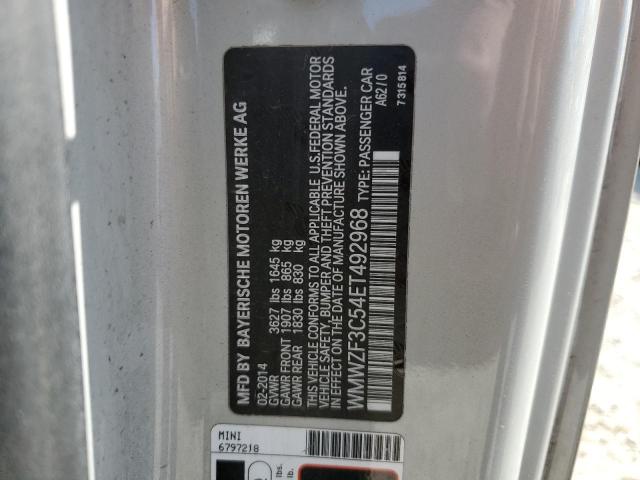 MFD BY BAYERISCHE MOTOREN WERKE AG
02-2014
GVWR 3627 lbs 1645 kg
GAWR FRONT 1907 lbs 865 kg
GAWR REAR 1830 lbs 830 kg
THIS VEHICLE CONFORMS TO ALL APPLICABLE U.S.FEDERAL MOTOR
VEHICLE SAFETY, BUMPER AND THEFT PREVENTION STANDARDS
IN EFFECT ON THE DATE OF MANUFACTURE SHOWN ABOVE.
WMWZF3C54ET492968 TYPE: PASSENGER CAR
A62/0
7315814
MINI
6797218
lbs.
lb.